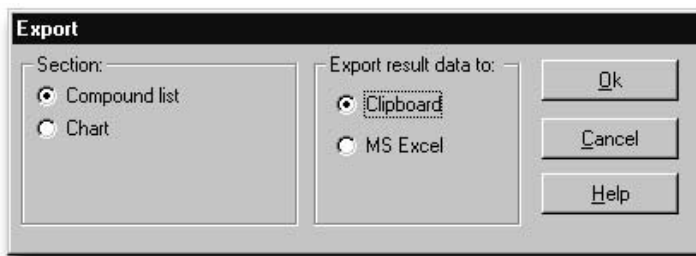 Export
Section:
Compound list
Chart
Export result data to:
Clipboard
MS Excel
Ok
Cancel
Help